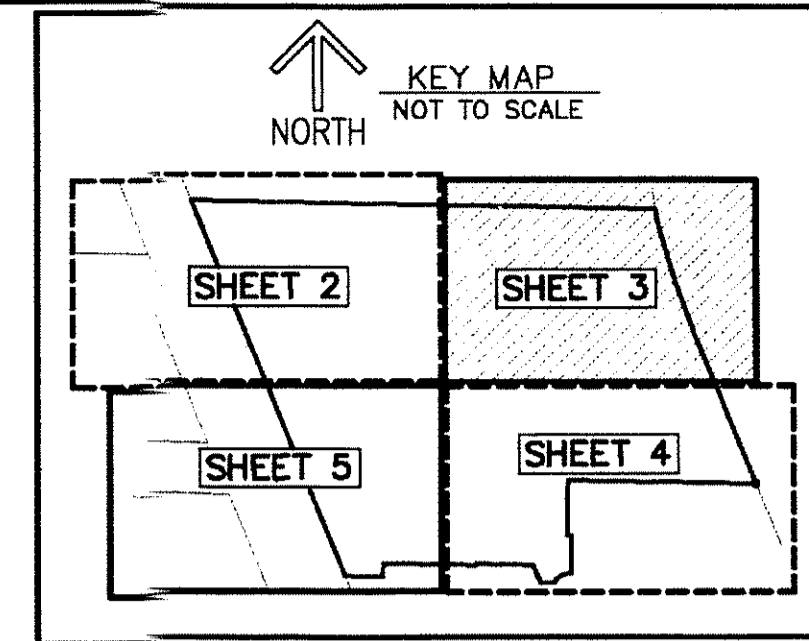 KEY MAP
NOT TO SCALE
NORTH
SHEET 2
SHEET 3
SHEET 5
SHEET 4